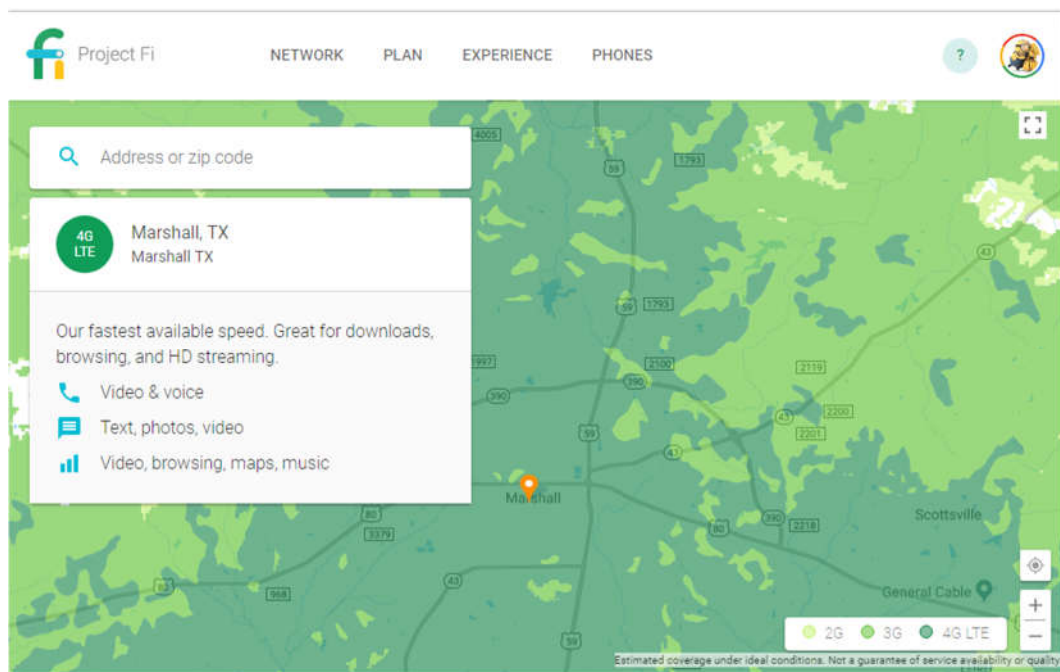 Project Fi
NETWORK PLAN EXPERIENCE PHONES
?
Address or zip code
4G
LTE
Marshall, TX
Marshall TX
Our fastest available speed. Great for downloads,
browsing, and HD streaming.
Video & voice
Text, photos, video
Video, browsing, maps, music
4005
59
1793
43
59
1793
1997
2100
390
390
2119
43
2200
2201
59
43
Marshall
80
3379
80
390
2218
Scottsville
43
968
General Cable
59
+
−
2G 3G 4G LTE
Estimated coverage under ideal conditions. Not a guarantee of service availability or quality